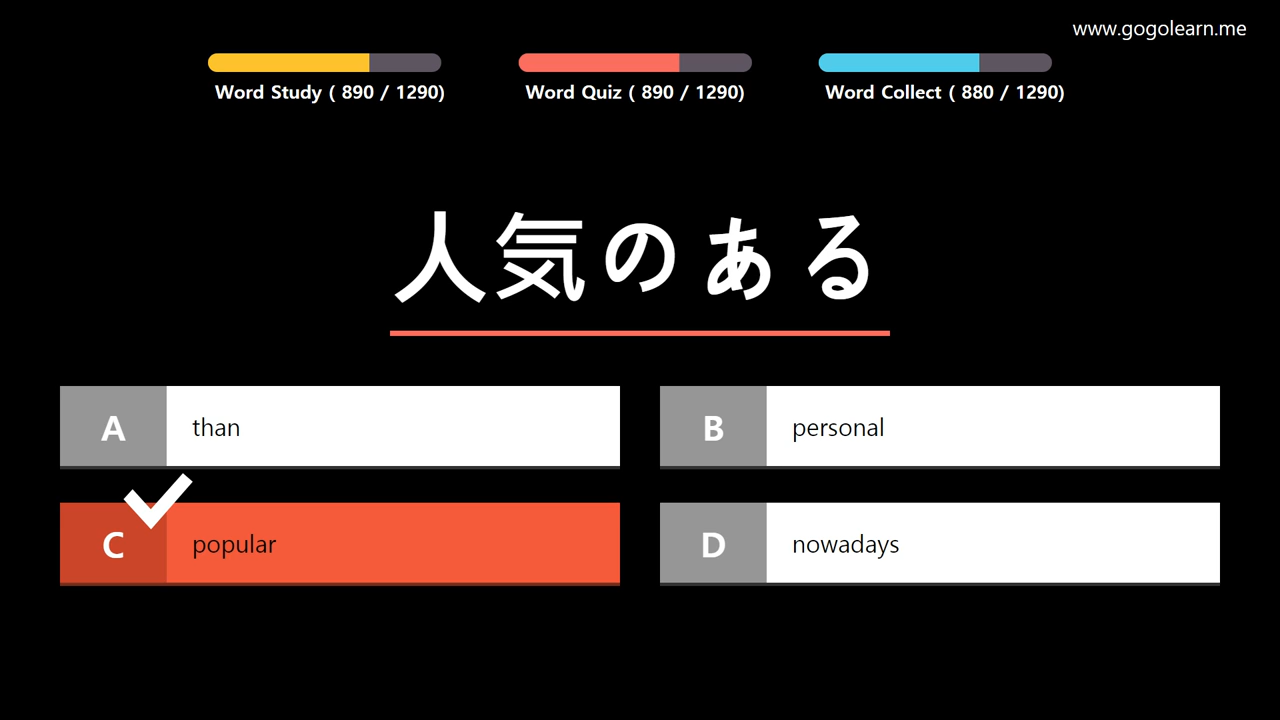 www.gogolearn.me
Word Study ( 890 / 1290)
Word Quiz ( 890 / 1290)
Word Collect ( 880 / 1290)
人気のある
A than
B personal
C popular
D nowadays